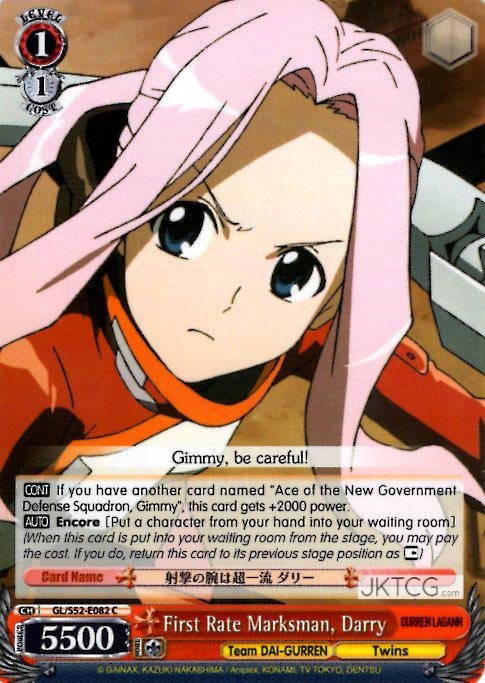 LEVEL
1
1
COST
Gimmy, be careful!
CONT If you have another card named "Ace of the New Government
Defense Squadron, Gimmy", this card gets +2000 power.
AUTO Encore [Put a character from your hand into your waiting room]
(When this card is put into your waiting room from the stage, you may pay
the cost. If you do, return this card to its previous stage position as)
Card Name 射撃の腕は超一流 ダリー
JKTCG.com
GL/S52-E082 C
First Rate Marksman, Darry GURREN LAGANN
POWER 5500 Team DAI-GURREN Twins
© GAINAX, KAZUKI NAKASHIMA / Aniplex, KONAMI, TV TOKYO, DENTSU